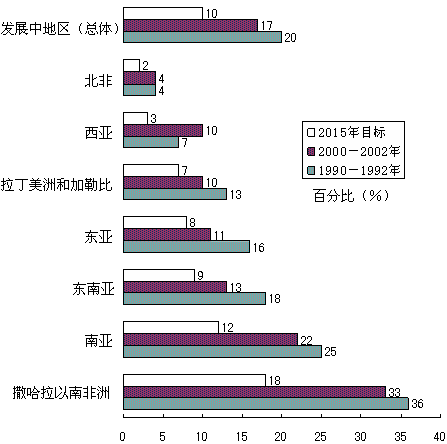 10
发展中地区（总体）
17
20
2
北非
4
4
3
西亚
10
7
7
拉丁美洲和加勒比
10
13
8
东亚
11
16
9
东南亚
13
18
12
南亚
22
25
18
撒哈拉以南非洲
33
36
2015年目标
2000－2002年
1990－1992年
百分比（%）
0 5 10 15 20 25 30 35 40